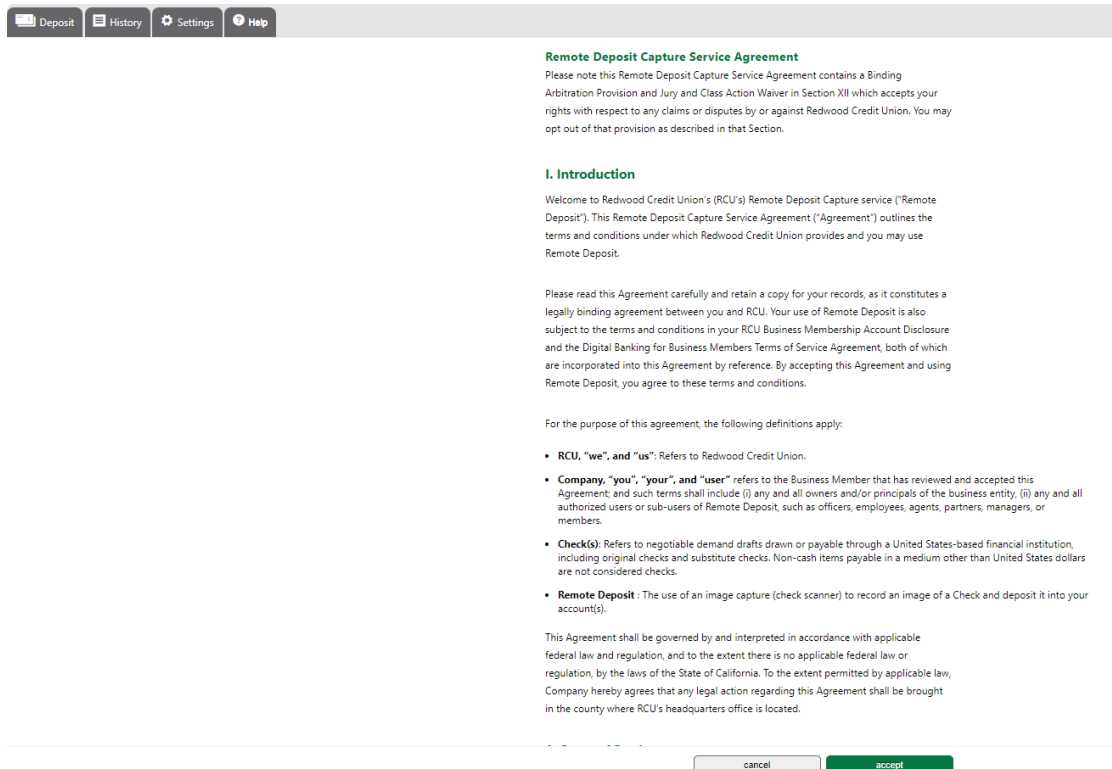 Deposit History Settings Help
Remote Deposit Capture Service Agreement
Please note this Remote Deposit Capture Service Agreement contains a Binding
Arbitration Provision and Jury and Class Action Waiver in Section XII which accepts your
rights with respect to any claims or disputes by or against Redwood Credit Union. You may
opt out of that provision as described in that Section.
I. Introduction
Welcome to Redwood Credit Union's (RCU's) Remote Deposit Capture service ("Remote
Deposit"). This Remote Deposit Capture Service Agreement ("Agreement") outlines the
terms and conditions under which Redwood Credit Union provides and you may use
Remote Deposit.
Please read this Agreement carefully and retain a copy for your records, as it constitutes a
legally binding agreement between you and RCU. Your use of Remote Deposit is also
subject to the terms and conditions in your RCU Business Membership Account Disclosure
and the Digital Banking for Business Members Terms of Service Agreement, both of which
are incorporated into this Agreement by reference. By accepting this Agreement and using
Remote Deposit, you agree to these terms and conditions.
For the purpose of this agreement, the following definitions apply:
• RCU, "we", and "us": Refers to Redwood Credit Union.
• Company, "you", "your", and "user" refers to the Business Member that has reviewed and accepted this
Agreement; and such terms shall include (i) any and all owners and/or principals of the business entity, (ii) any and all
authorized users or sub-users of Remote Deposit, such as officers, employees, agents, partners, managers, or
members.
• Check(s): Refers to negotiable demand drafts drawn or payable through a United States-based financial institution,
including original checks and substitute checks. Non-cash items payable in a medium other than United States dollars
are not considered checks.
• Remote Deposit : The use of an image capture (check scanner) to record an image of a Check and deposit it into your
account(s).
This Agreement shall be governed by and interpreted in accordance with applicable
federal law and regulation, and to the extent there is no applicable federal law or
regulation, by the laws of the State of California. To the extent permitted by applicable law,
Company hereby agrees that any legal action regarding this Agreement shall be brought
in the county where RCU's headquarters office is located.
cancel accept